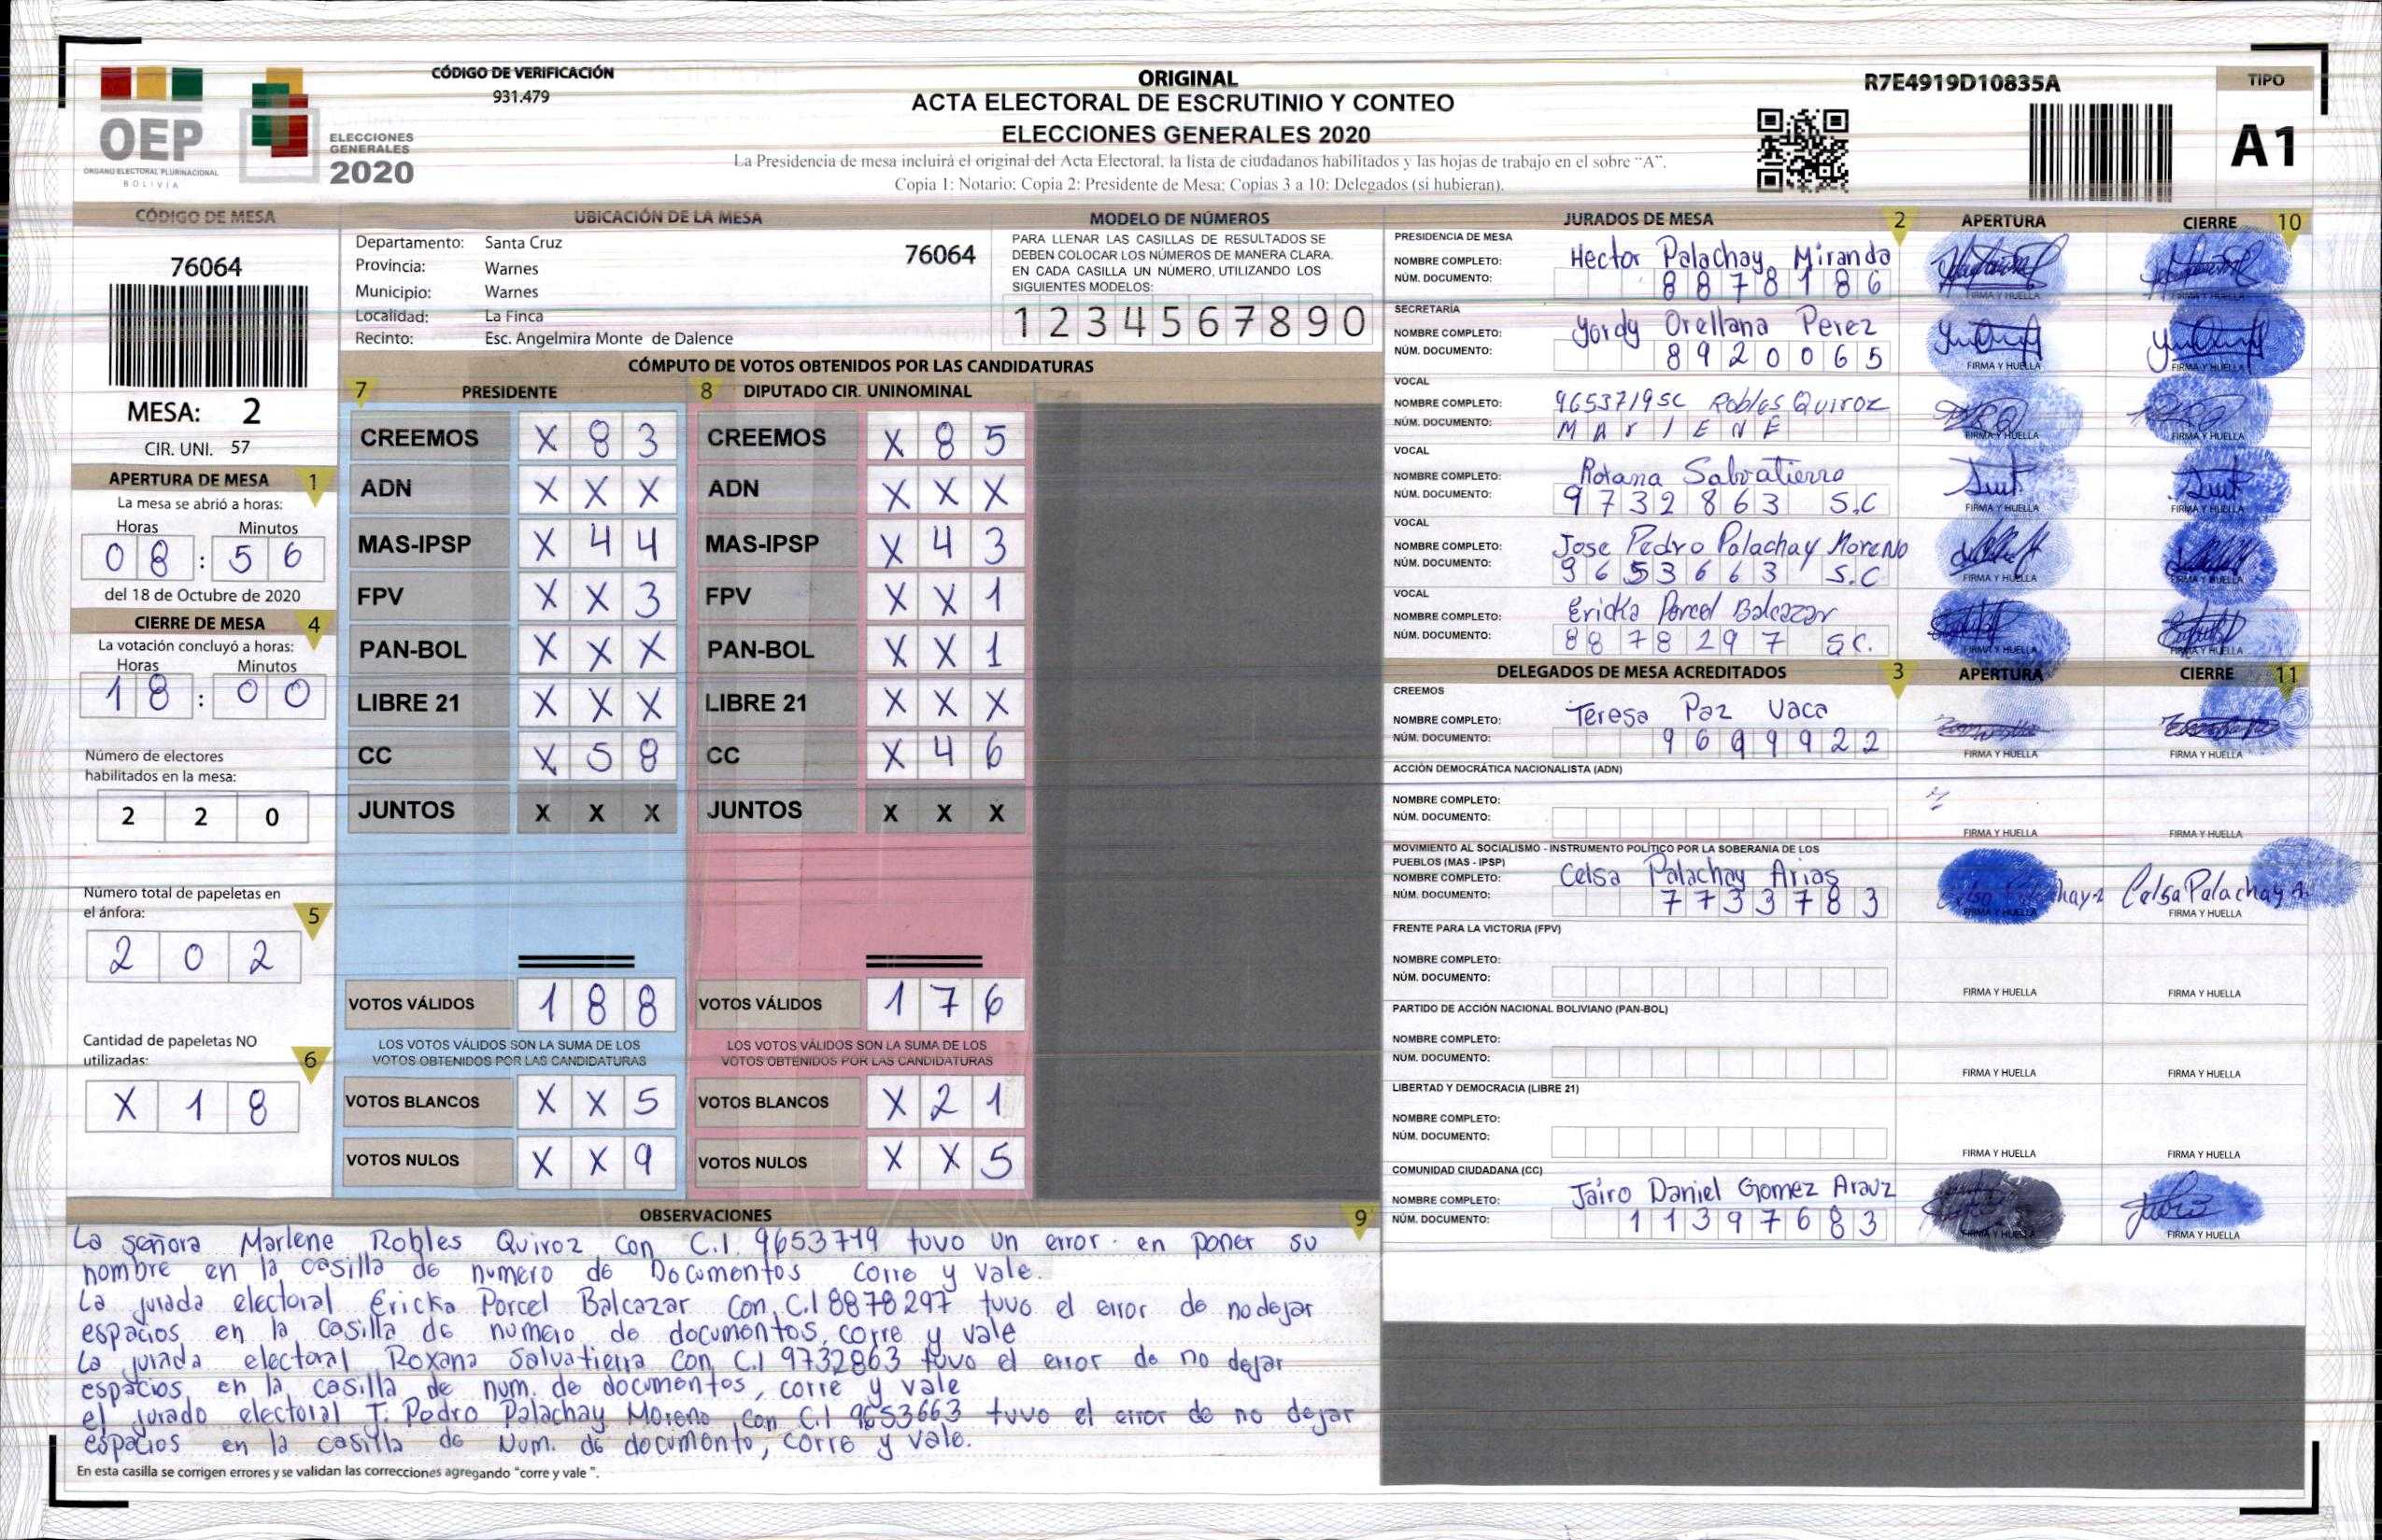 CÓDIGO DE VERIFICACIÓN
931.479
OEP
ÓRGANO ELECTORAL PLURINACIONAL
BOLIVIA
ELECCIONES
GENERALES
2020
ORIGINAL
ACTA ELECTORAL DE ESCRUTINIO Y CONTEO
ELECCIONES GENERALES 2020
La Presidencia de mesa incluirá el original del Acta Electoral, la lista de ciudadanos habilitados y las hojas de trabajo en el sobre "A".
Copia 1: Notario; Copia 2: Presidente de Mesa; Copias 3 a 10: Delegados (si hubieran).
R7E4919D10835A
TIPO
A1
CÓDIGO DE MESA
76064
MESA: 2
CIR. UNI. 57
APERTURA DE MESA 1
La mesa se abrió a horas:
Horas Minutos
0 8 : 5 6
del 18 de Octubre de 2020
CIERRE DE MESA 4
La votación concluyó a horas:
Horas Minutos
1 8 : 0 0
Número de electores
habilitados en la mesa:
2 2 0
Número total de papeletas en
el ánfora: 5
2 0 2
Cantidad de papeletas NO
utilizadas: 6
X 1 8
UBICACIÓN DE LA MESA
Departamento: Santa Cruz 76064
Provincia: Warnes
Municipio: Warnes
Localidad: La Finca
Recinto: Esc. Angelmira Monte de Dalence
MODELO DE NÚMEROS
PARA LLENAR LAS CASILLAS DE RESULTADOS SE
DEBEN COLOCAR LOS NÚMEROS DE MANERA CLARA.
EN CADA CASILLA UN NÚMERO, UTILIZANDO LOS
SIGUIENTES MODELOS:
1 2 3 4 5 6 7 8 9 0
CÓMPUTO DE VOTOS OBTENIDOS POR LAS CANDIDATURAS
7 PRESIDENTE
CREEMOS X 8 3
ADN X X X
MAS-IPSP X 4 4
FPV X X 3
PAN-BOL X X X
LIBRE 21 X X X
CC X 5 8
JUNTOS X X X
VOTOS VÁLIDOS 1 8 8
LOS VOTOS VÁLIDOS SON LA SUMA DE LOS
VOTOS OBTENIDOS POR LAS CANDIDATURAS
VOTOS BLANCOS X X 5
VOTOS NULOS X X 9
8 DIPUTADO CIR. UNINOMINAL
CREEMOS X 8 5
ADN X X X
MAS-IPSP X 4 3
FPV X X 1
PAN-BOL X X 1
LIBRE 21 X X X
CC X 4 6
JUNTOS X X X
VOTOS VÁLIDOS 1 7 6
LOS VOTOS VÁLIDOS SON LA SUMA DE LOS
VOTOS OBTENIDOS POR LAS CANDIDATURAS
VOTOS BLANCOS X 2 1
VOTOS NULOS X X 5
OBSERVACIONES 9
La señora Marlene Robles Quiroz con C.I. 9653719 tuvo un error en poner su
nombre en la casilla de numero de Documentos corre y vale.
La jurada electoral Ericka Porcel Balcazar con C.I 8878297 tuvo el error de no dejar
espacios en la casilla de numero de documentos, corre y vale
La jurada electoral Roxana Salvatierra con C.I 9732863 tuvo el error de no dejar
espacios en la casilla de num. de documentos, corre y vale
el jurado electoral T. Pedro Palachay Moreno con C.I 9653663 tuvo el error de no dejar
espacios en la casilla de Num. de documento, corre y vale.
En esta casilla se corrigen errores y se validan las correcciones agregando "corre y vale ".
JURADOS DE MESA 2 APERTURA CIERRE 10
PRESIDENCIA DE MESA
NOMBRE COMPLETO: Hector Palachay Miranda
NÚM. DOCUMENTO: 8 8 7 8 1 8 6
FIRMA Y HUELLA FIRMA Y HUELLA
SECRETARÍA
NOMBRE COMPLETO: Yordy Orellana Perez
NÚM. DOCUMENTO: 8 9 2 0 0 6 5
FIRMA Y HUELLA FIRMA Y HUELLA
VOCAL
NOMBRE COMPLETO: 9653719 SC Robles Quiroz
NÚM. DOCUMENTO: M A r l E N E
FIRMA Y HUELLA FIRMA Y HUELLA
VOCAL
NOMBRE COMPLETO: Roxana Salvatierra
NÚM. DOCUMENTO: 9 7 3 2 8 6 3 S.C
FIRMA Y HUELLA FIRMA Y HUELLA
VOCAL
NOMBRE COMPLETO: Jose Pedro Palachay MoreNo
NÚM. DOCUMENTO: 9 6 5 3 6 6 3 S.C
FIRMA Y HUELLA FIRMA Y HUELLA
VOCAL
NOMBRE COMPLETO: Ericka Porcel Balcazar
NÚM. DOCUMENTO: 8 8 7 8 2 9 7 SC.
FIRMA Y HUELLA FIRMA Y HUELLA
DELEGADOS DE MESA ACREDITADOS 3 APERTURA CIERRE 11
CREEMOS
NOMBRE COMPLETO: Teresa Paz Vaca
NÚM. DOCUMENTO: 9 6 9 9 9 2 2
FIRMA Y HUELLA FIRMA Y HUELLA
ACCIÓN DEMOCRÁTICA NACIONALISTA (ADN)
NOMBRE COMPLETO:
NÚM. DOCUMENTO:
FIRMA Y HUELLA FIRMA Y HUELLA
MOVIMIENTO AL SOCIALISMO - INSTRUMENTO POLÍTICO POR LA SOBERANIA DE LOS
PUEBLOS (MAS - IPSP)
NOMBRE COMPLETO: Celsa Palachay Arias
NÚM. DOCUMENTO: 7 7 3 3 7 8 3
Celsa Palachay A.
FIRMA Y HUELLA FIRMA Y HUELLA
FRENTE PARA LA VICTORIA (FPV)
NOMBRE COMPLETO:
NÚM. DOCUMENTO:
FIRMA Y HUELLA FIRMA Y HUELLA
PARTIDO DE ACCIÓN NACIONAL BOLIVIANO (PAN-BOL)
NOMBRE COMPLETO:
NÚM. DOCUMENTO:
FIRMA Y HUELLA FIRMA Y HUELLA
LIBERTAD Y DEMOCRACIA (LIBRE 21)
NOMBRE COMPLETO:
NÚM. DOCUMENTO:
FIRMA Y HUELLA FIRMA Y HUELLA
COMUNIDAD CIUDADANA (CC)
NOMBRE COMPLETO: Jairo Daniel Gomez Arauz
NÚM. DOCUMENTO: 1 1 3 9 7 6 8 3
FIRMA Y HUELLA FIRMA Y HUELLA